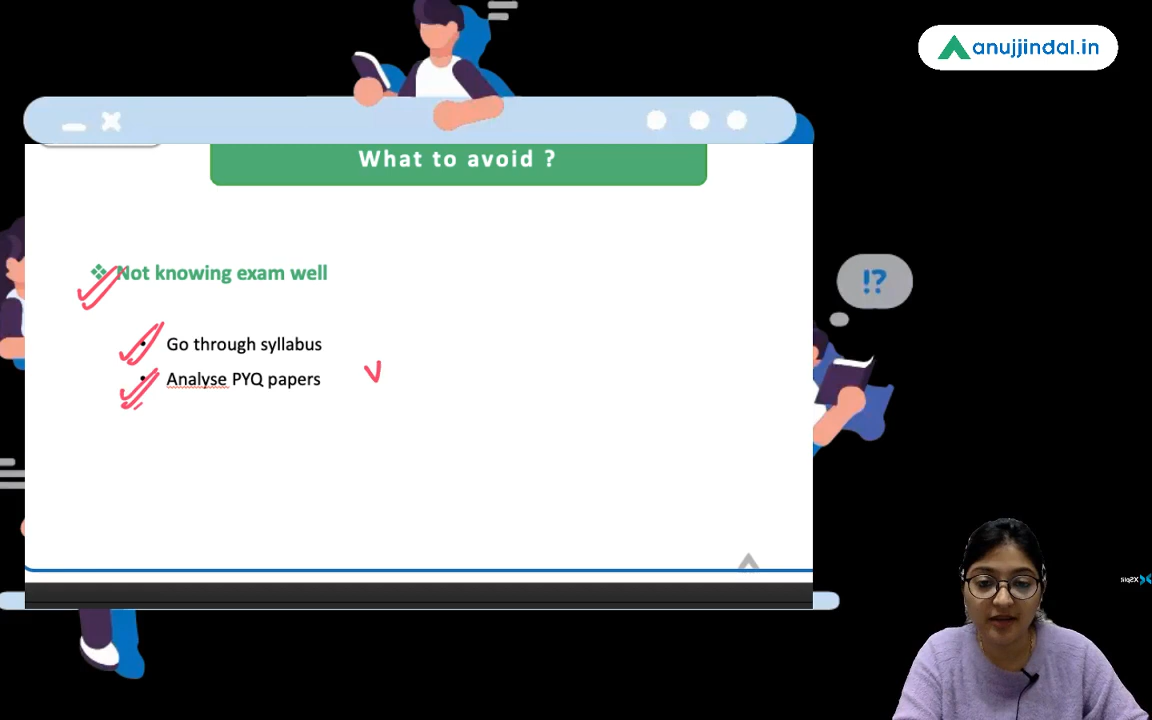 anujjindal.in
What to avoid ?
❖ Not knowing exam well
!?
• Go through syllabus
• Analyse PYQ papers